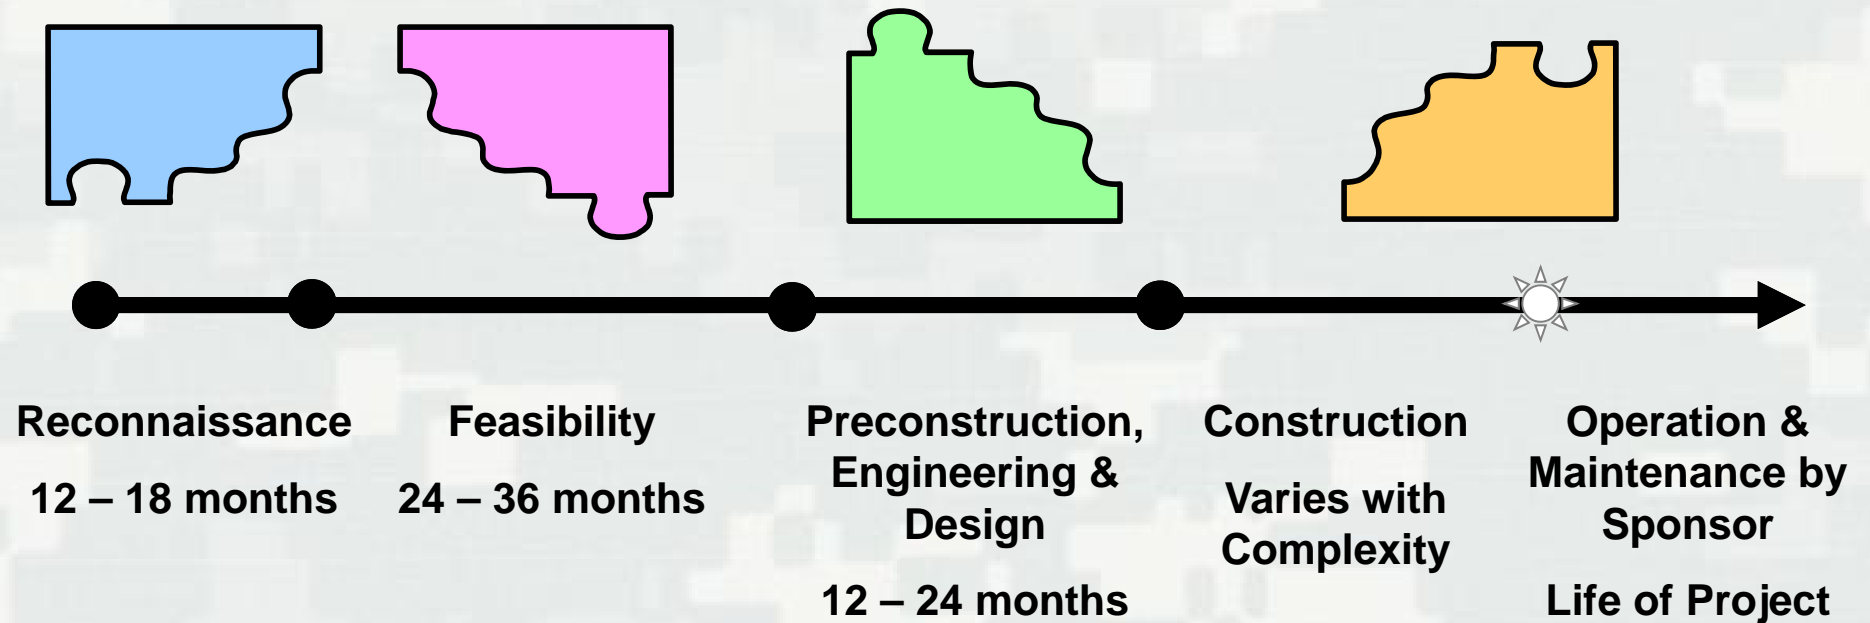 Reconnaissance
12 – 18 months
Feasibility
24 – 36 months
Preconstruction,
Engineering &
Design
12 – 24 months
Construction
Varies with
Complexity
Operation &
Maintenance by
Sponsor
Life of Project